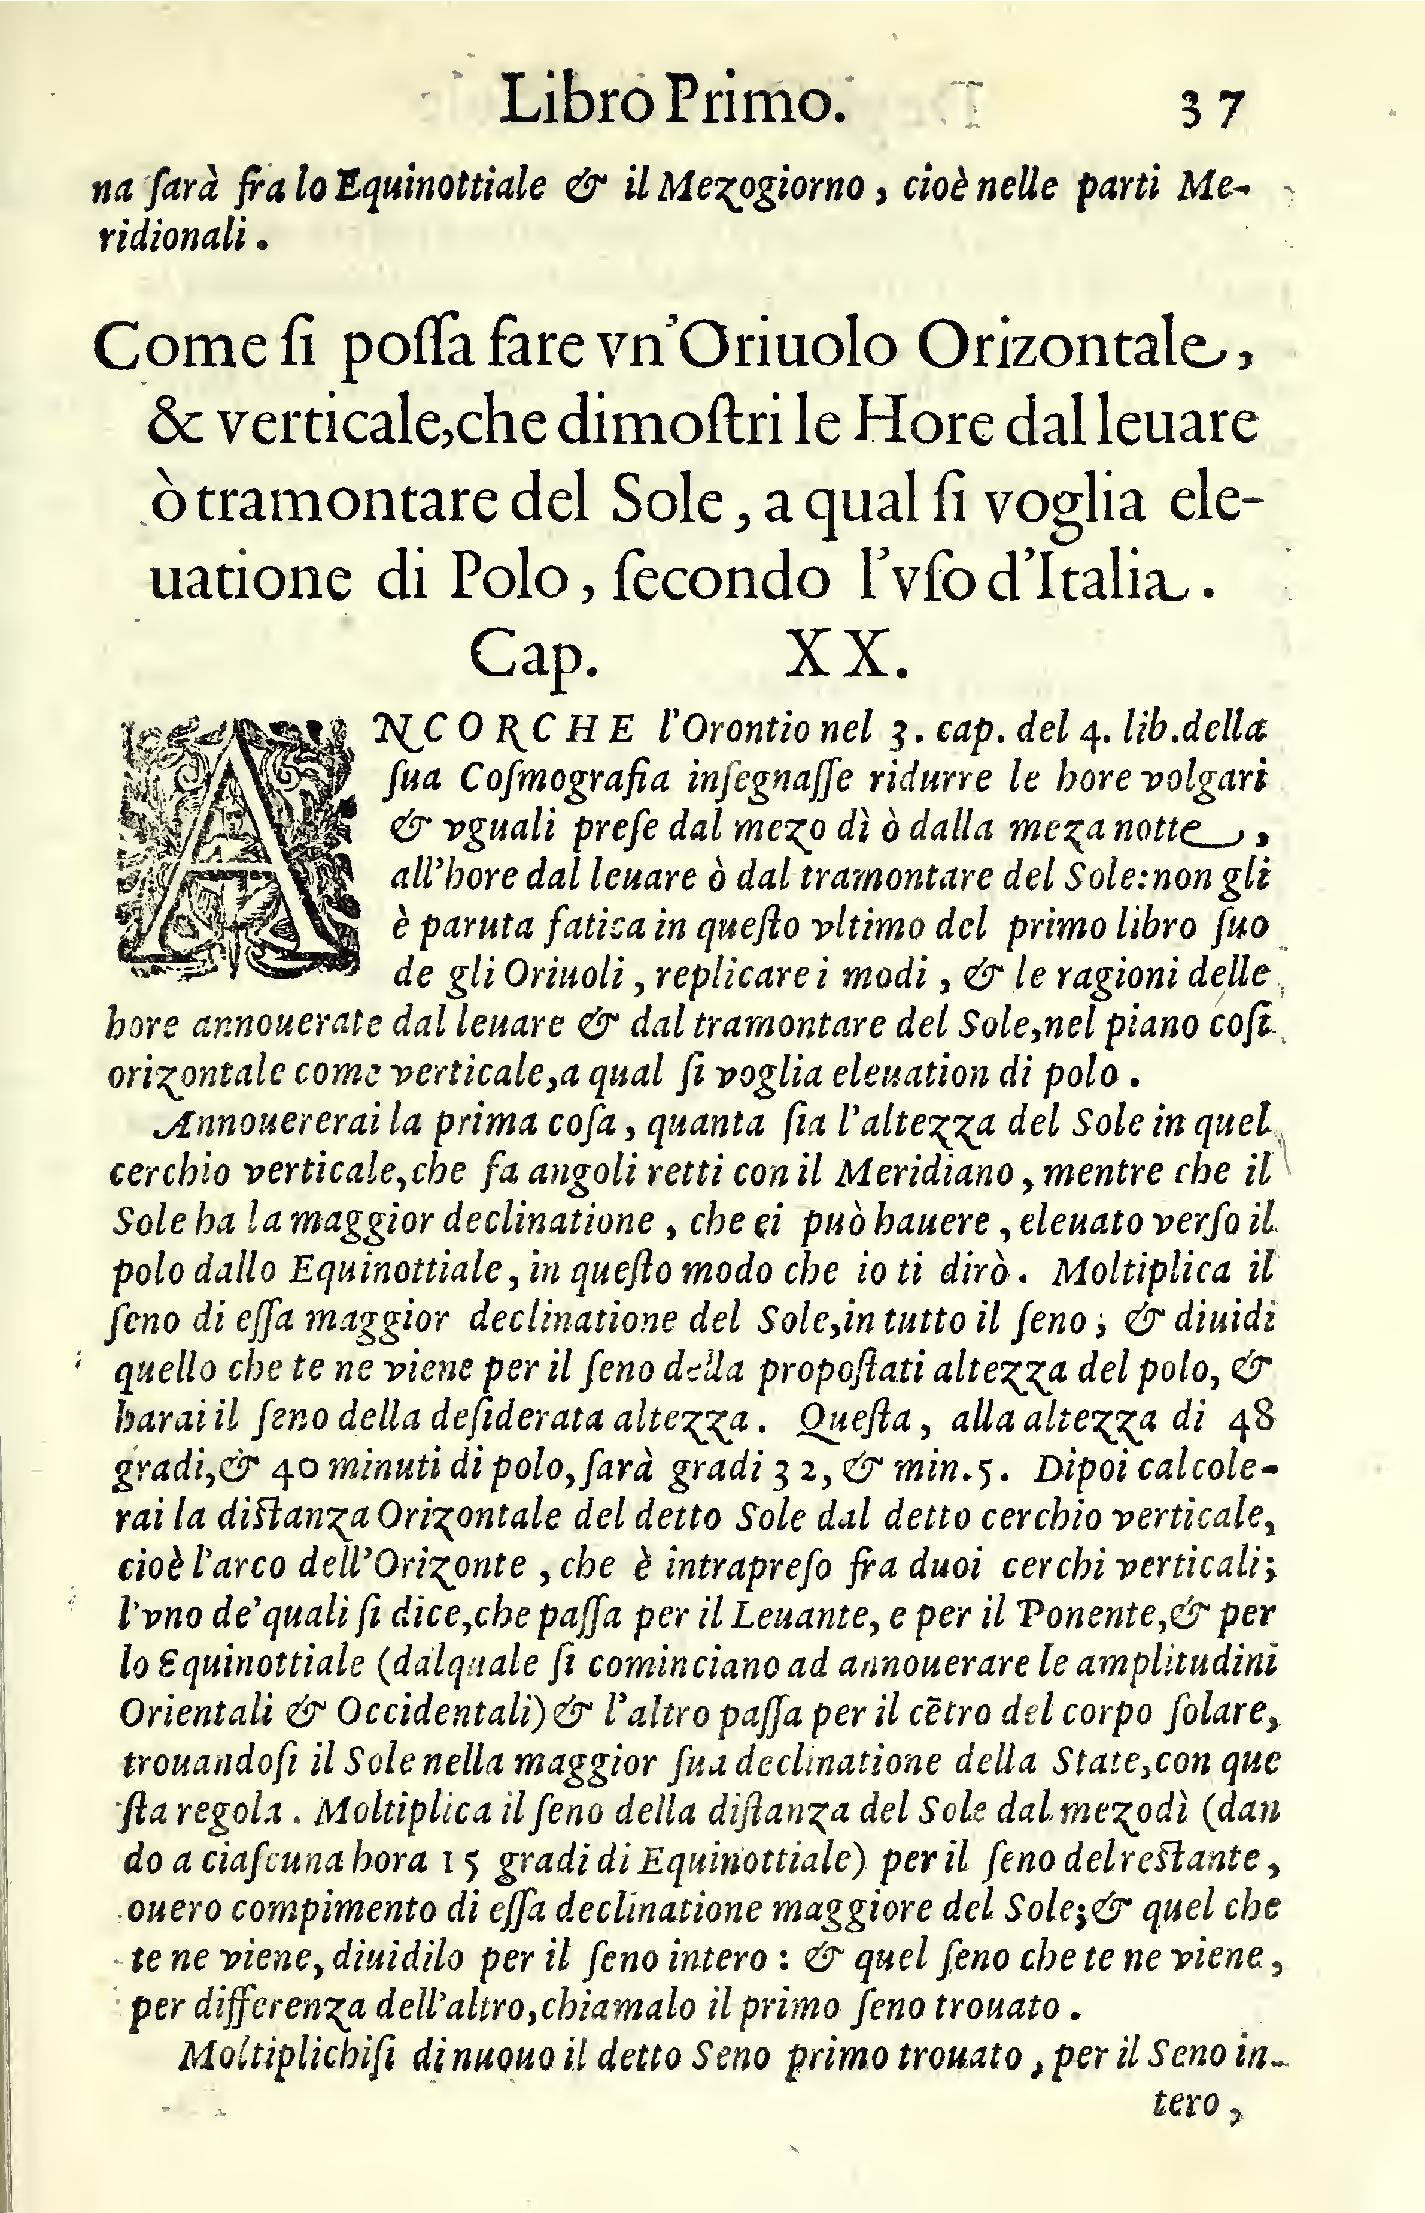 Libro Primo. 37
na ſarà fra lo Equinottiale & il Mezogiorno, cioè nelle parti Me-
ridionali.
Come ſi poſſa fare vn'Oriuolo Orizontale,
& verticale,che dimoſtri le Hore dal leuare
ò tramontare del Sole, a qual ſi voglia ele-
uatione di Polo, ſecondo l'vſo d'Italia.
Cap. XX.
ANCORCHE l'Orontio nel 3. cap. del 4. lib.della
ſua Coſmografia inſegnaſſe ridurre le hore volgari
& vguali preſe dal mezo dì ò dalla meza notte,
all'hore dal leuare ò dal tramontare del Sole:non gli
è paruta fatica in queſto vltimo del primo libro ſuo
de gli Oriuoli, replicare i modi, & le ragioni delle
hore annouerate dal leuare & dal tramontare del Sole,nel piano coſi
orizontale come verticale,a qual ſi voglia eleuation di polo.
Annouererai la prima coſa, quanta ſia l'altezza del Sole in quel
cerchio verticale,che fa angoli retti con il Meridiano, mentre che il
Sole ha la maggior declinatione, che ei può hauere, eleuato verſo il
polo dallo Equinottiale, in queſto modo che io ti dirò. Moltiplica il
ſeno di eſſa maggior declinatione del Sole,in tutto il ſeno; & diuidi
quello che te ne viene per il ſeno della propoſtati altezza del polo, &
harai il ſeno della deſiderata altezza. Queſta, alla altezza di 48
gradi,& 40 minuti di polo,ſarà gradi 32, & min.5. Dipoi calcole-
rai la diſtanza Orizontale del detto Sole dal detto cerchio verticale,
cioè l'arco dell'Orizonte, che è intrapreſo fra duoi cerchi verticali;
l'vno de'quali ſi dice,che paſſa per il Leuante, e per il Ponente,& per
lo Equinottiale (dalquale ſi cominciano ad annouerare le amplitudini
Orientali & Occidentali) & l'altro paſſa per il cẽtro del corpo ſolare,
trouandoſi il Sole nella maggior ſua declinatione della State,con que
ſta regola. Moltiplica il ſeno della diſtanza del Sole dal mezodì (dan
do a ciaſcuna hora 15 gradi di Equinottiale) per il ſeno del reſtante,
ouero compimento di eſſa declinatione maggiore del Sole;& quel che
te ne viene, diuidilo per il ſeno intero: & quel ſeno che te ne viene,
per differenza dell'altro,chiamalo il primo ſeno trouato.
Moltiplichiſi di nuouo il detto Seno primo trouato, per il Seno in-
tero,